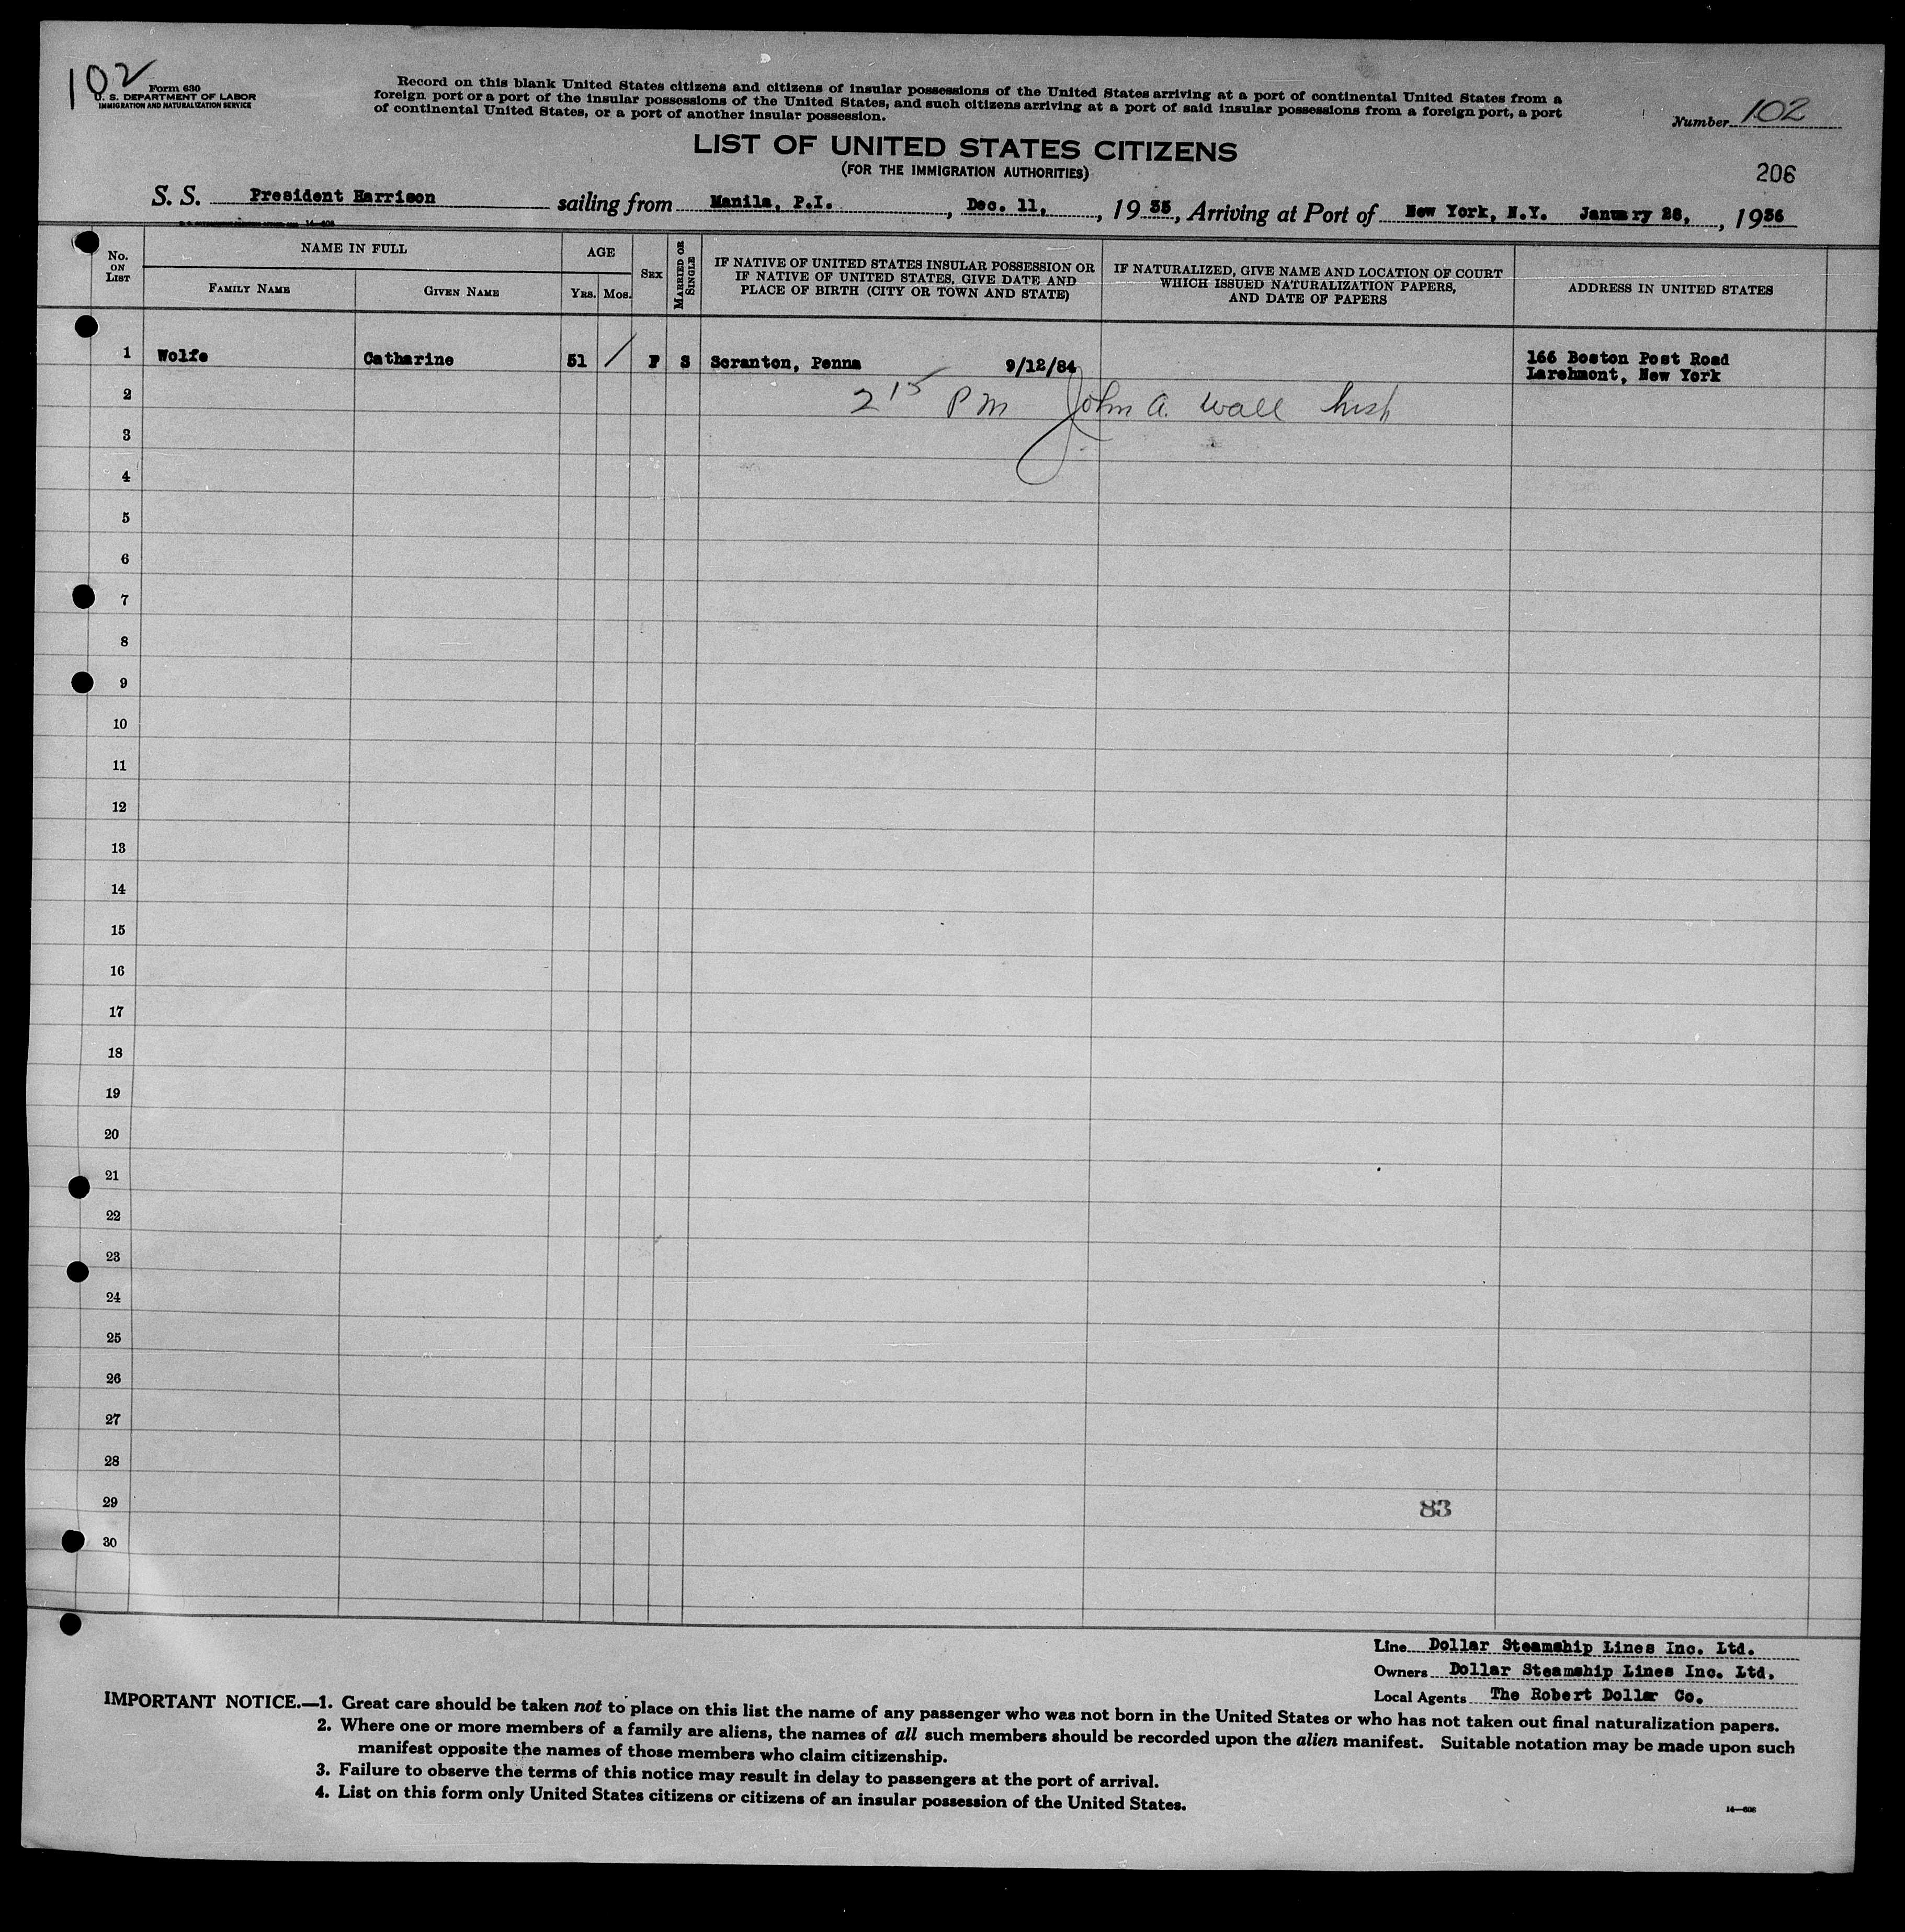 102
Form 630
U. S. DEPARTMENT OF LABOR
IMMIGRATION AND NATURALIZATION SERVICE
Record on this blank United States citizens and citizens of insular possessions of the United States arriving at a port of continental United States from a
foreign port or a port of the insular possessions of the United States, and such citizens arriving at a port of said insular possessions from a foreign port, a port
of continental United States, or a port of another insular possession.
Number 102
LIST OF UNITED STATES CITIZENS
(FOR THE IMMIGRATION AUTHORITIES)
206
S. S. President Harrison sailing from Manila, P.I. , Dec. 11, , 19 35, Arriving at Port of New York, N.Y. January 28, , 19 36
No. ON LIST
NAME IN FULL
FAMILY NAME
GIVEN NAME
AGE
YRS. MOS.
SEX
MARRIED OR SINGLE
IF NATIVE OF UNITED STATES INSULAR POSSESSION OR
IF NATIVE OF UNITED STATES, GIVE DATE AND
PLACE OF BIRTH (CITY OR TOWN AND STATE)
IF NATURALIZED, GIVE NAME AND LOCATION OF COURT
WHICH ISSUED NATURALIZATION PAPERS,
AND DATE OF PAPERS
ADDRESS IN UNITED STATES
1 Wolfe Catharine 51 / F S Scranton, Penna 9/12/84 166 Boston Post Road
Larchmont, New York
2 2 15 PM John A. Wall
3
4
5
6
7
8
9
10
11
12
13
14
15
16
17
18
19
20
21
22
23
24
25
26
27
28
29 83
30
Line Dollar Steamship Lines Inc. Ltd.
Owners Dollar Steamship Lines Inc. Ltd.
Local Agents The Robert Dollar Co.
IMPORTANT NOTICE.—1. Great care should be taken not to place on this list the name of any passenger who was not born in the United States or who has not taken out final naturalization papers.
2. Where one or more members of a family are aliens, the names of all such members should be recorded upon the alien manifest. Suitable notation may be made upon such
manifest opposite the names of those members who claim citizenship.
3. Failure to observe the terms of this notice may result in delay to passengers at the port of arrival.
4. List on this form only United States citizens or citizens of an insular possession of the United States.
14—608